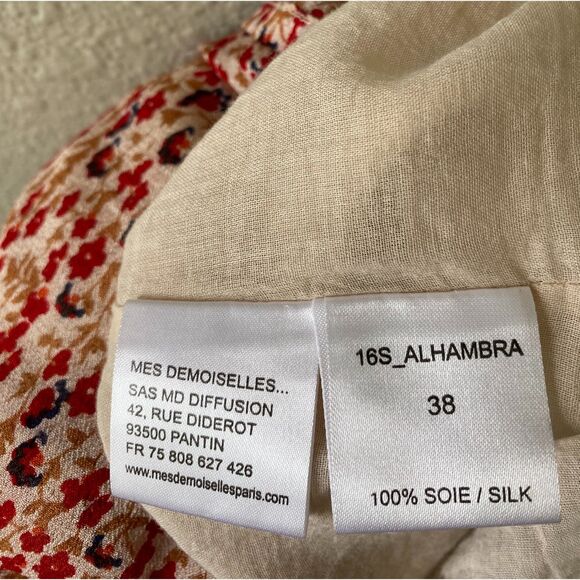 MES DEMOISELLES...
SAS MD DIFFUSION
42, RUE DIDEROT
93500 PANTIN
FR 75 808 627 426
www.mesdemoisellesparis.com
16S_ALHAMBRA
38
100% SOIE / SILK